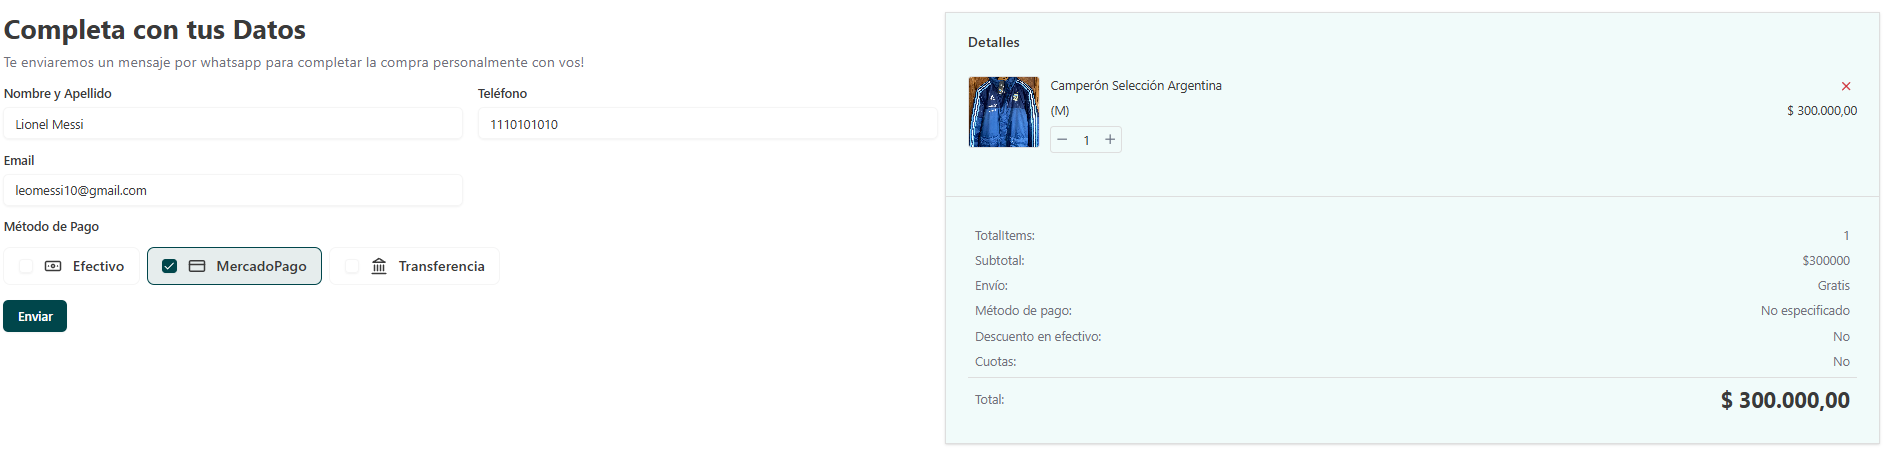 Completa con tus Datos
Te enviaremos un mensaje por whatsapp para completar la compra personalmente con vos!
Nombre y Apellido
Lionel Messi
Teléfono
1110101010
Email
leomessi10@gmail.com
Método de Pago
Efectivo
MercadoPago
Transferencia
Enviar
Detalles
Camperón Selección Argentina
(M)
$ 300.000,00
1
TotalItems: 1
Subtotal: $300000
Envío: Gratis
Método de pago: No especificado
Descuento en efectivo: No
Cuotas: No
Total: $ 300.000,00